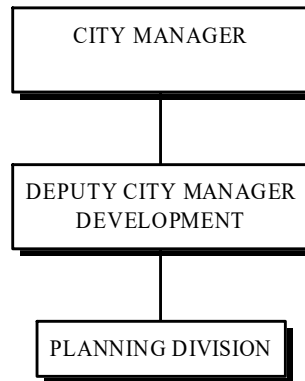 CITY MANAGER
DEPUTY CITY MANAGER
DEVELOPMENT
PLANNING DIVISION